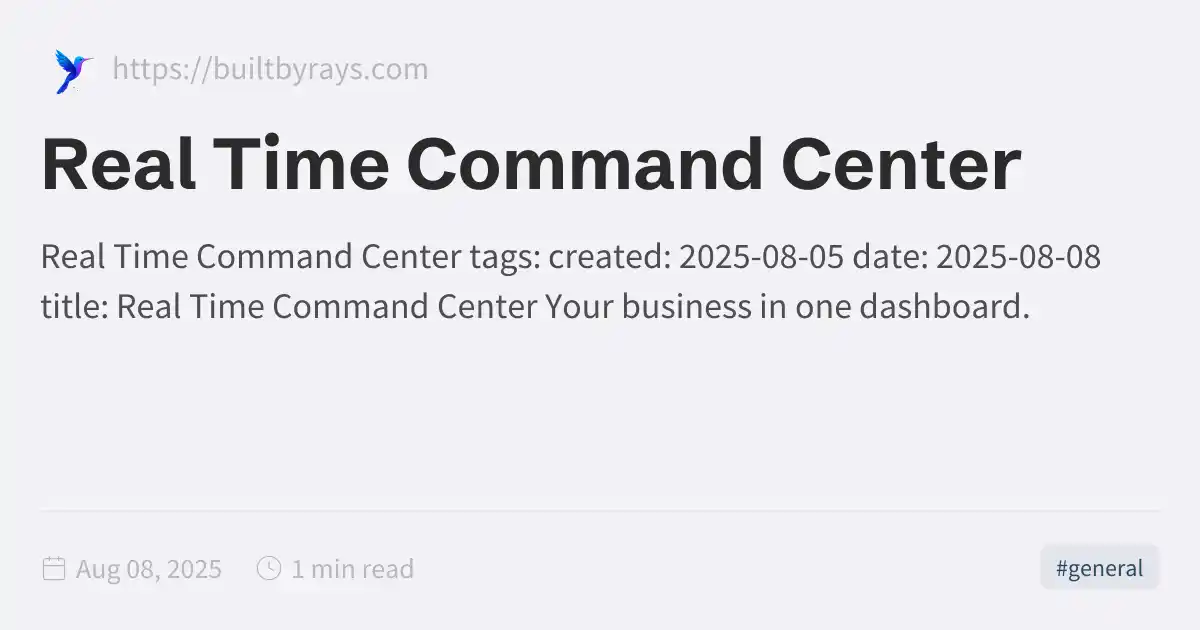 https://builtbyrays.com
Real Time Command Center
Real Time Command Center tags: created: 2025-08-05 date: 2025-08-08
title: Real Time Command Center Your business in one dashboard.
Aug 08, 2025 1 min read #general